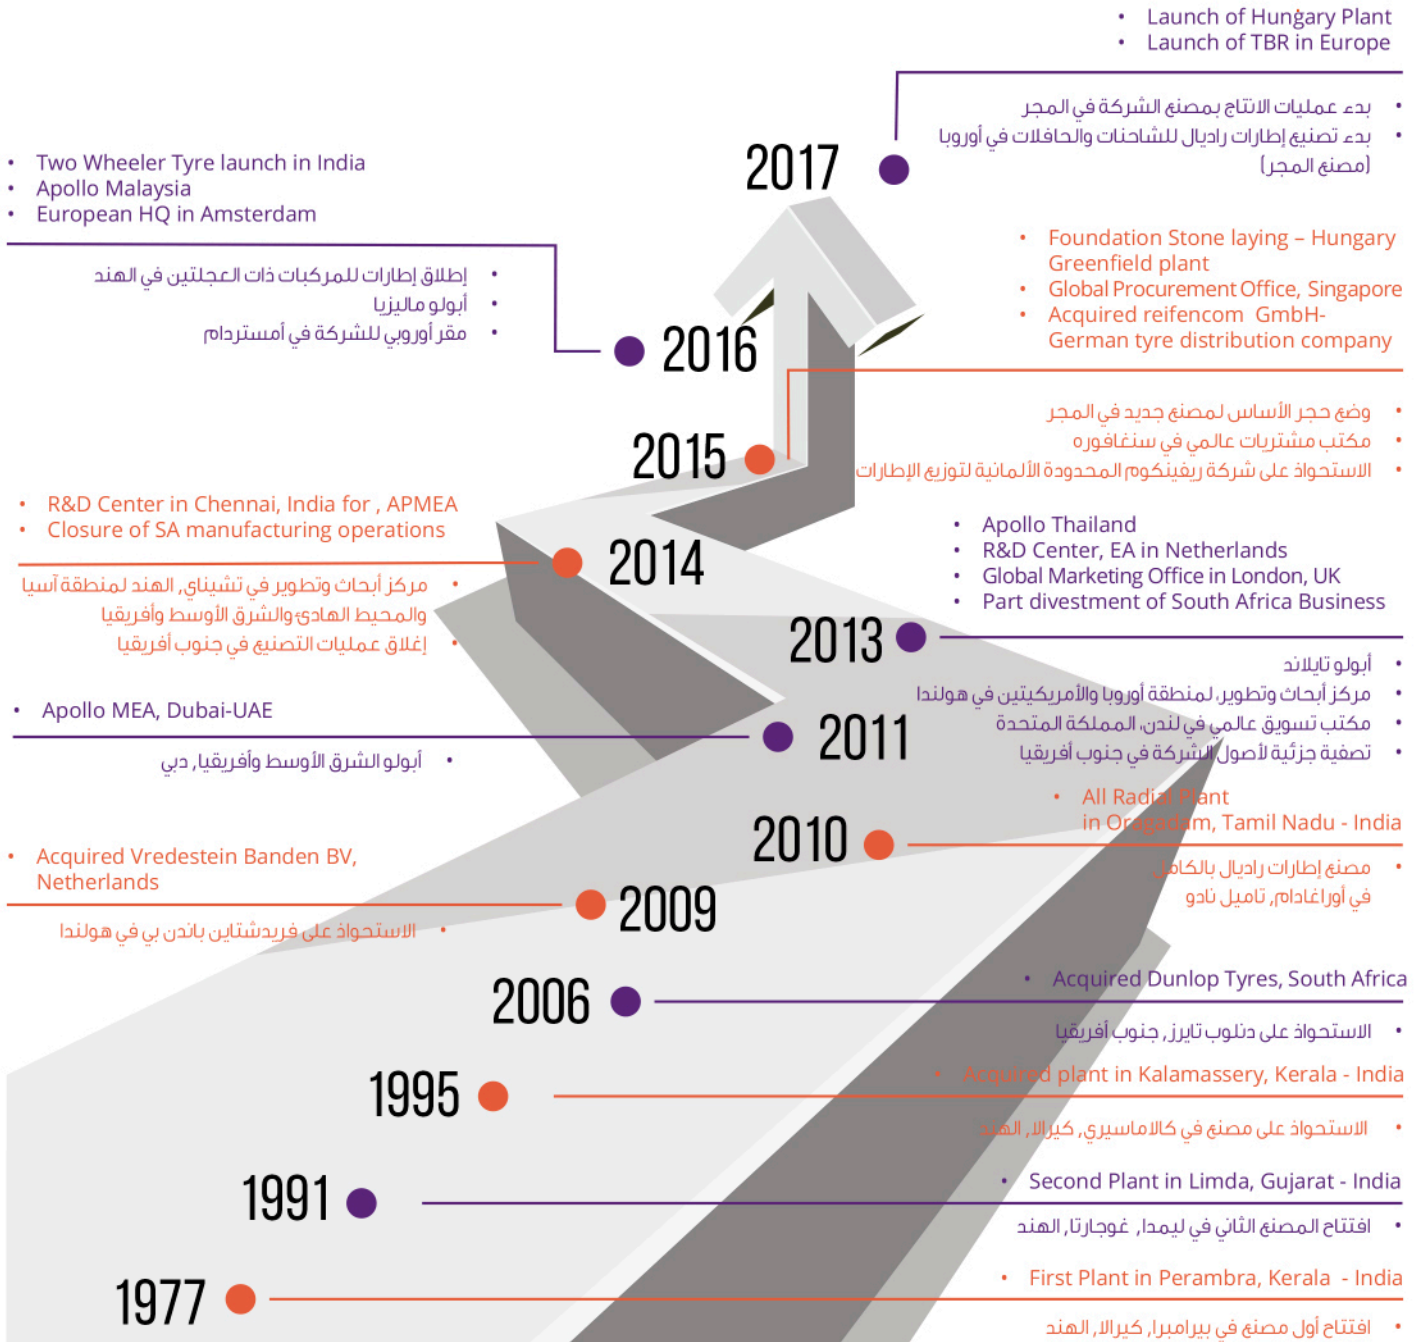 • Launch of Hungary Plant
• Launch of TBR in Europe
• بدء عمليات الانتاج بمصنع الشركة في المجر
• بدء تصنيع إطارات راديال للشاحنات والحافلات في أوروبا
(مصنع المجر)
2017
• Two Wheeler Tyre launch in India
• Apollo Malaysia
• European HQ in Amsterdam
• إطلاق إطارات للمركبات ذات العجلتين في الهند
• أبولو ماليزيا
• مقر أوروبي للشركة في أمستردام
2016
• Foundation Stone laying – Hungary
Greenfield plant
• Global Procurement Office, Singapore
• Acquired reifencom GmbH-
German tyre distribution company
• وضع حجر الأساس لمصنع جديد في المجر
• مكتب مشتريات عالمي في سنغافوره
• الاستحواذ على شركة ريفينكوم المحدودة الألمانية لتوزيع الإطارات
2015
• R&D Center in Chennai, India for , APMEA
• Closure of SA manufacturing operations
• مركز أبحاث وتطوير في تشيناي, الهند لمنطقة آسيا
والمحيط الهادئ والشرق الأوسط وأفريقيا
• إغلاق عمليات التصنيع في جنوب أفريقيا
2014
• Apollo Thailand
• R&D Center, EA in Netherlands
• Global Marketing Office in London, UK
• Part divestment of South Africa Business
• أبولو تايلاند
• مركز أبحاث وتطوير, لمنطقة أوروبا والأمريكيتين في هولندا
• مكتب تسويق عالمي في لندن، المملكة المتحدة
• تصفية جزئية لأصول الشركة في جنوب أفريقيا
2013
• Apollo MEA, Dubai-UAE
• أبولو الشرق الأوسط وأفريقيا, دبي
2011
• All Radial Plant
in Oragadam, Tamil Nadu - India
• مصنع إطارات راديال بالكامل
في أوراغادام, تاميل نادو
2010
• Acquired Vredestein Banden BV,
Netherlands
• الاستحواذ على فريدشتاين باندن بي في هولندا
2009
• Acquired Dunlop Tyres, South Africa
• الاستحواذ على دنلوب تايرز, جنوب أفريقيا
2006
• Acquired plant in Kalamassery, Kerala - India
• الاستحواذ على مصنع في كالاماسيري, كيرالا, الهند
1995
• Second Plant in Limda, Gujarat - India
• افتتاح المصنع الثاني في ليمدا, غوجارتا, الهند
1991
• First Plant in Perambra, Kerala - India
• افتتاح أول مصنع في بيرامبرا, كيرالا, الهند
1977